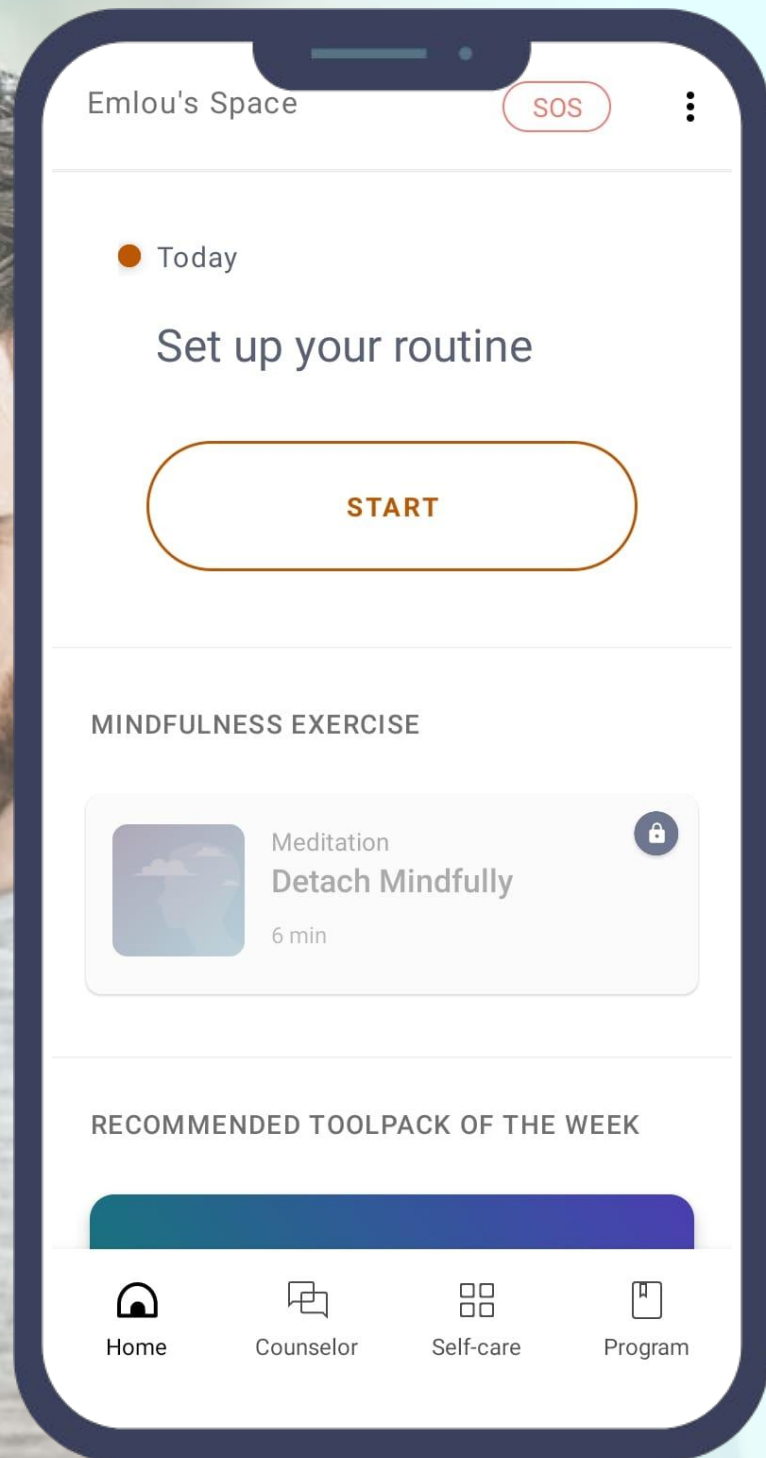 Emlou's Space
SOS
Today
Set up your routine
START
MINDFULNESS EXERCISE
Meditation
Detach Mindfully
6 min
RECOMMENDED TOOLPACK OF THE WEEK
Home
Counselor
Self-care
Program